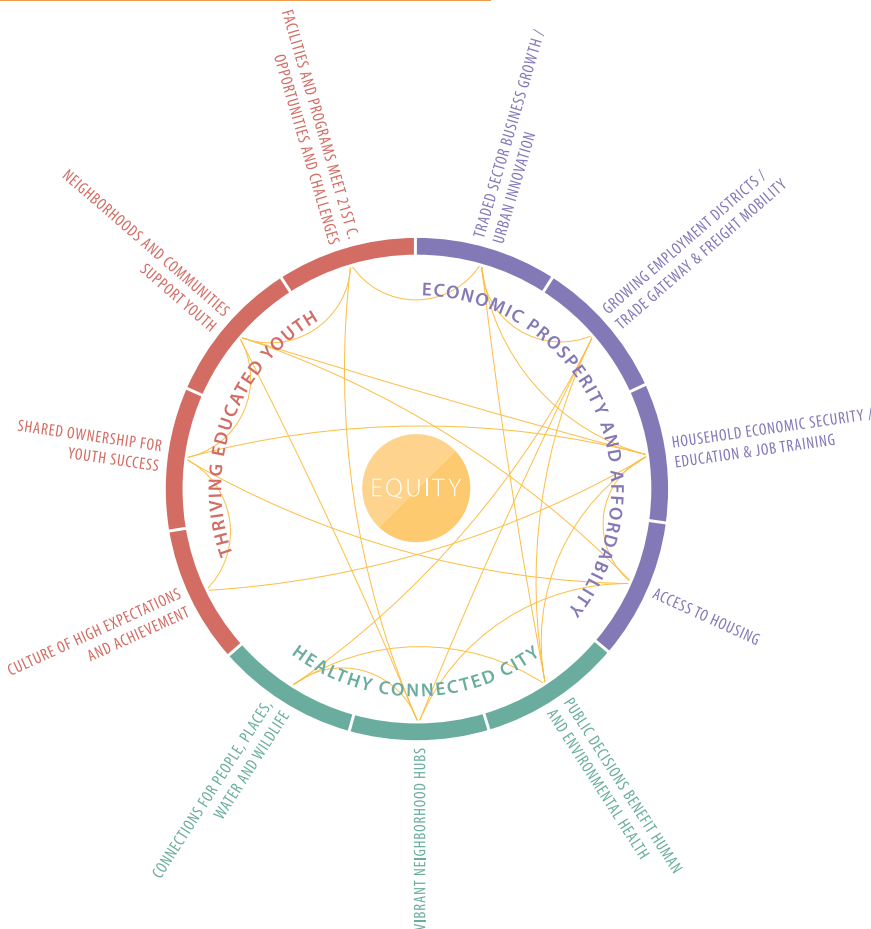 FACILITIES AND PROGRAMS MEET 21ST C.
OPPORTUNITIES AND CHALLENGES
TRADED SECTOR BUSINESS GROWTH /
URBAN INNOVATION
NEIGHBORHOODS AND COMMUNITIES
SUPPORT YOUTH
GROWING EMPLOYMENT DISTRICTS /
TRADE GATEWAY & FREIGHT MOBILITY
ECONOMIC PROSPERITY AND AFFORDABILITY
THRIVING EDUCATED YOUTH
SHARED OWNERSHIP FOR
YOUTH SUCCESS
HOUSEHOLD ECONOMIC SECURITY /
EDUCATION & JOB TRAINING
EQUITY
CULTURE OF HIGH EXPECTATIONS
AND ACHIEVEMENT
ACCESS TO HOUSING
HEALTHY CONNECTED CITY
CONNECTIONS FOR PEOPLE, PLACES,
WATER AND WILDLIFE
VIBRANT NEIGHBORHOOD HUBS
PUBLIC DECISIONS BENEFIT HUMAN
AND ENVIRONMENTAL HEALTH